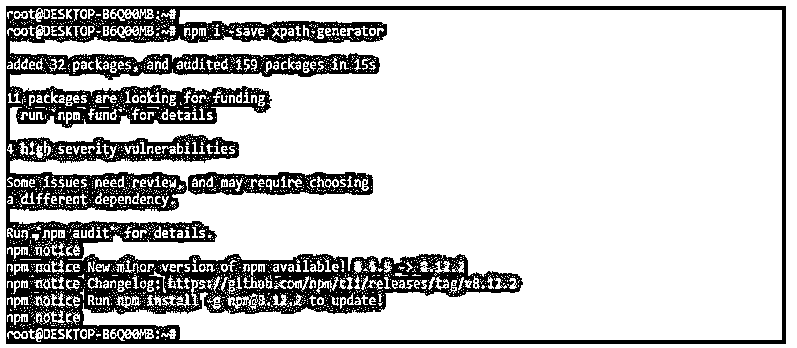 root@DESKTOP-B6Q00MB:~#
root@DESKTOP-B6Q00MB:~# npm i -save xpath-generator
added 32 packages, and audited 159 packages in 15s
11 packages are looking for funding
run `npm fund` for details
4 high severity vulnerabilities
Some issues need review, and may require choosing
a different dependency.
Run `npm audit` for details.
npm notice
npm notice New minor version of npm available! -> 8.12.2
npm notice Changelog: https://github.com/npm/cli/releases/tag/v8.12.2
npm notice Run npm install -g npm@8.12.2 to update!
npm notice
root@DESKTOP-B6Q00MB:~#